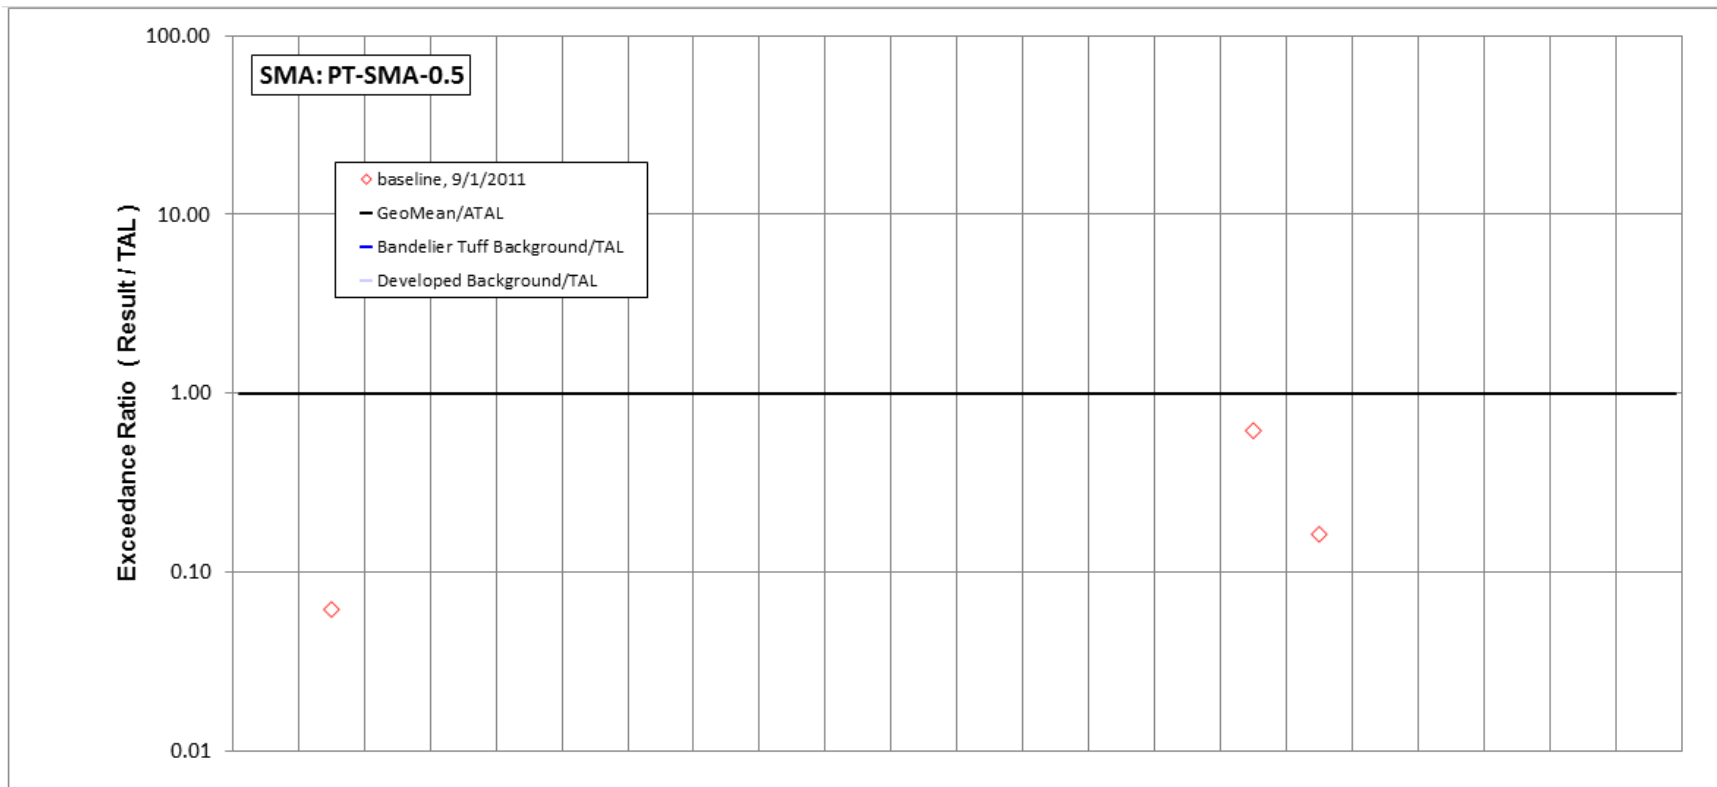 100.00
SMA: PT-SMA-0.5
baseline, 9/1/2011
GeoMean/ATAL
Bandelier Tuff Background/TAL
Developed Background/TAL
Exceedance Ratio ( Result / TAL )
10.00
1.00
0.10
0.01